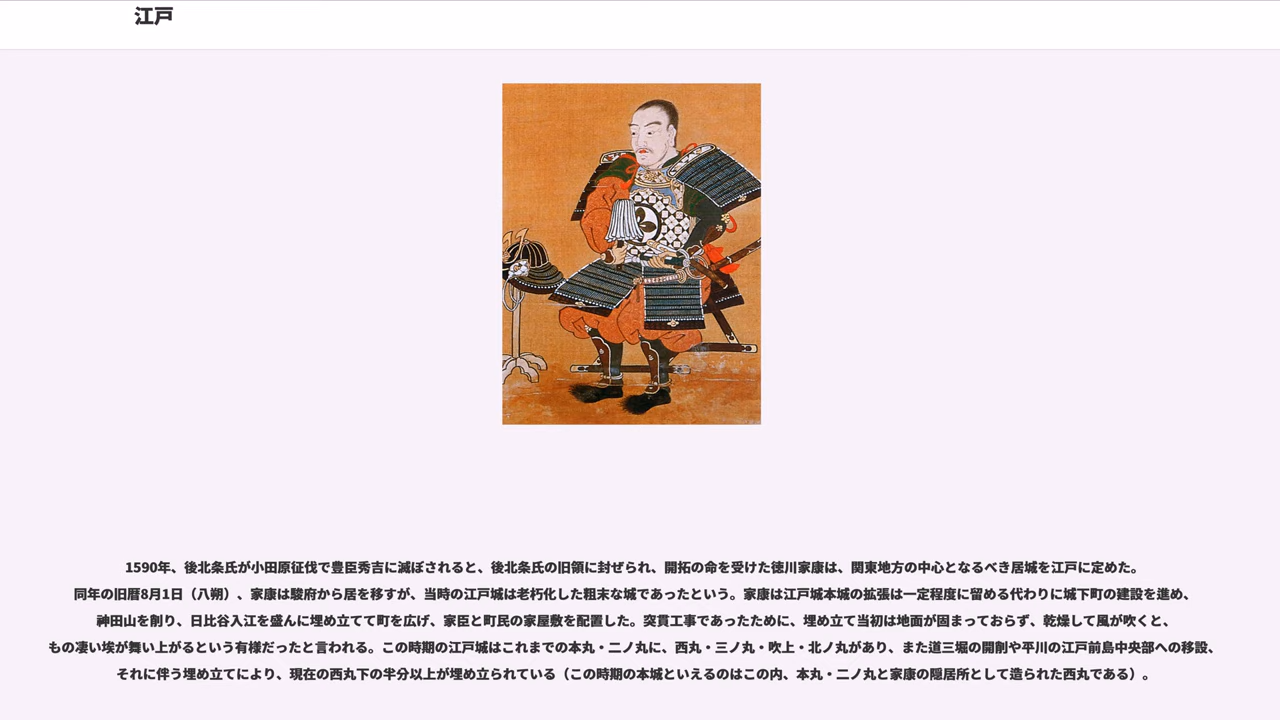 江戸
1590年、後北条氏が小田原征伐で豊臣秀吉に滅ぼされると、後北条氏の旧領に封ぜられ、開拓の命を受けた徳川家康は、関東地方の中心となるべき居城を江戸に定めた。
同年の旧暦8月1日（八朔）、家康は駿府から居を移すが、当時の江戸城は老朽化した粗末な城であったという。家康は江戸城本城の拡張は一定程度に留める代わりに城下町の建設を進め、
神田山を削り、日比谷入江を盛んに埋め立てて町を広げ、家臣と町民の家屋敷を配置した。突貫工事であったために、埋め立て当初は地面が固まっておらず、乾燥して風が吹くと、
もの凄い埃が舞い上がるという有様だったと言われる。この時期の江戸城はこれまでの本丸・二ノ丸に、西丸・三ノ丸・吹上・北ノ丸があり、また道三堀の開削や平川の江戸前島中央部への移設、
それに伴う埋め立てにより、現在の西丸下の半分以上が埋め立られている（この時期の本城といえるのはこの内、本丸・二ノ丸と家康の隠居所として造られた西丸である）。